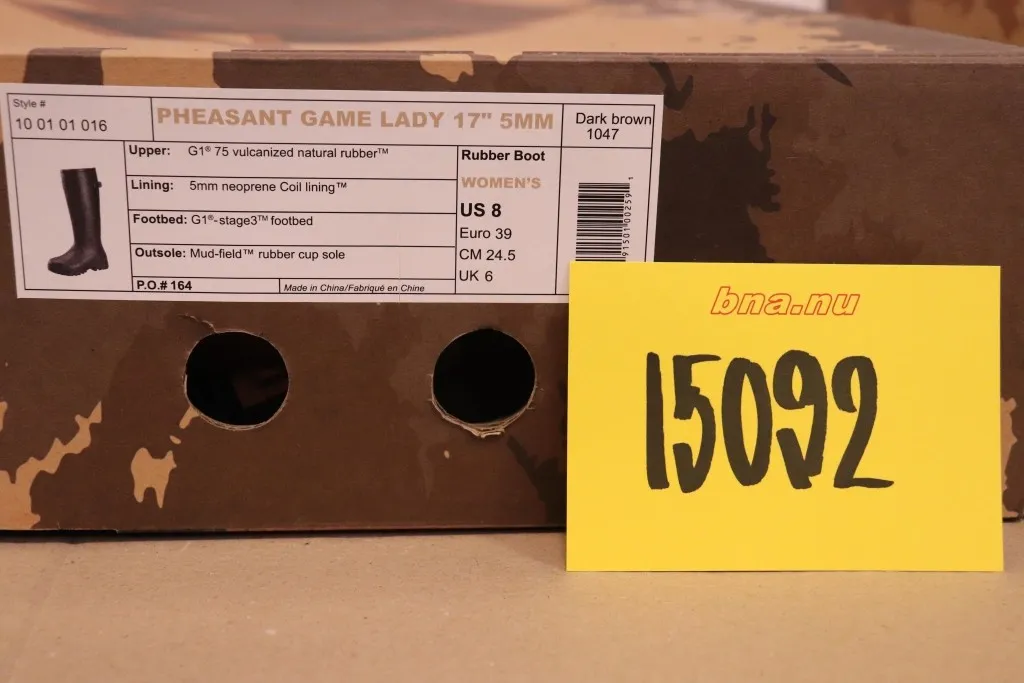 Style #
10 01 01 016
PHEASANT GAME LADY 17" 5MM
Dark brown
1047
Upper: G1® 75 vulcanized natural rubber™
Lining: 5mm neoprene Coil lining™
Footbed: G1®-stage3™ footbed
Outsole: Mud-field™ rubber cup sole
P.O.# 164
Made in China/Fabriqué en Chine
Rubber Boot
WOMEN'S
US 8
Euro 39
CM 24.5
UK 6
bna.nu
15092